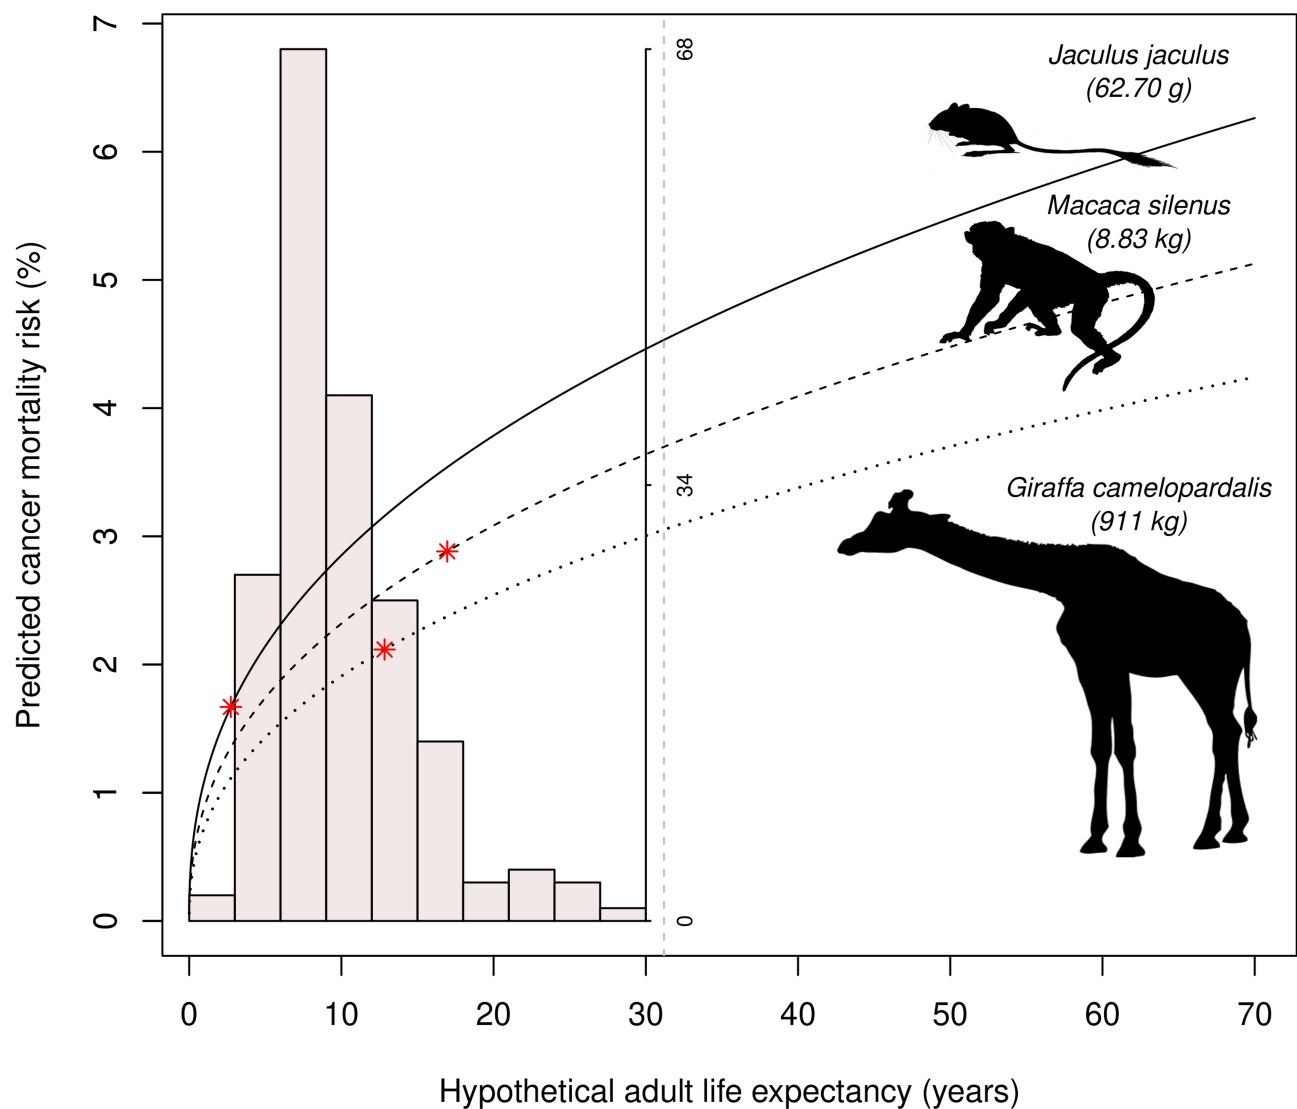 Predicted cancer mortality risk (%)
7
6
5
4
3
2
1
0
68
34
0
Jaculus jaculus
(62.70 g)
Macaca silenus
(8.83 kg)
Giraffa camelopardalis
(911 kg)
0 10 20 30 40 50 60 70
Hypothetical adult life expectancy (years)